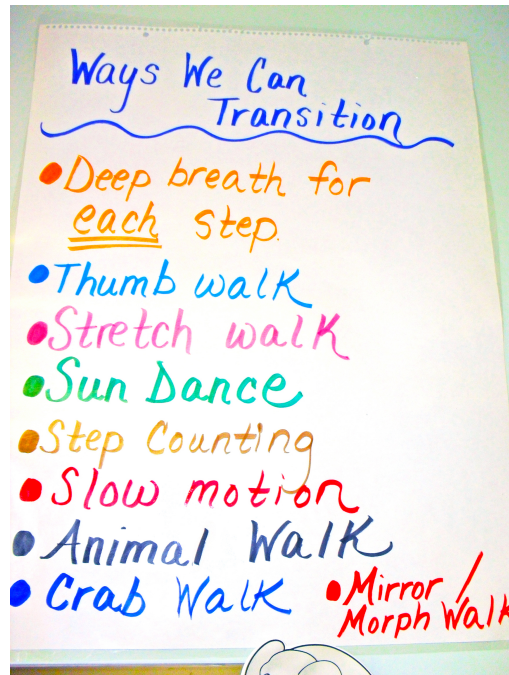 Ways We Can
Transition
• Deep breath for
each step.
• Thumb walk
• Stretch walk
• Sun Dance
• Step Counting
• Slow motion
• Animal Walk
• Crab Walk
• Mirror /
Morph Walk